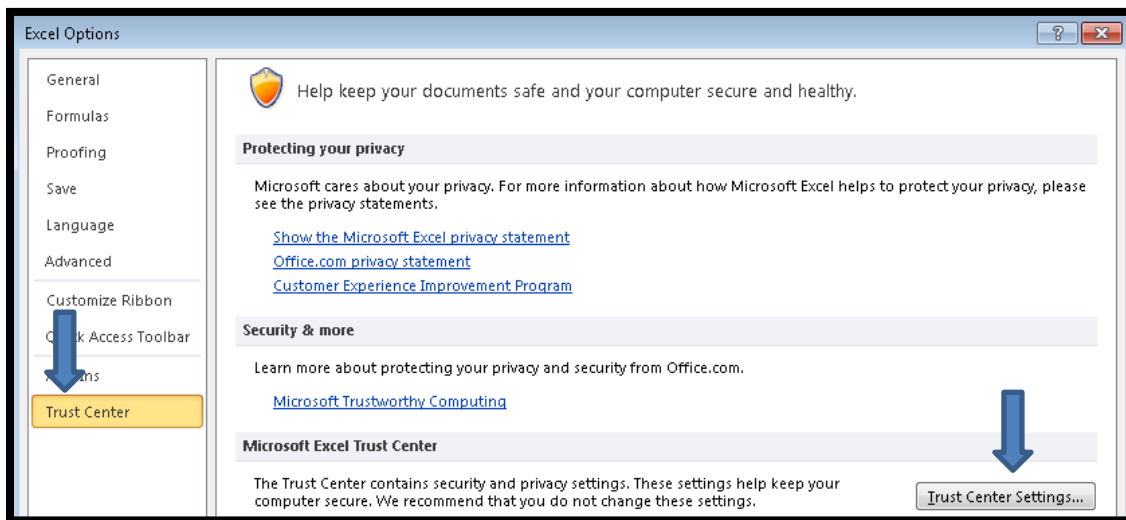 Excel Options
General
Formulas
Proofing
Save
Language
Advanced
Customize Ribbon
Access Toolbar
Trust Center
Help keep your documents safe and your computer secure and healthy.
Protecting your privacy
Microsoft cares about your privacy. For more information about how Microsoft Excel helps to protect your privacy, please
see the privacy statements.
Show the Microsoft Excel privacy statement
Office.com privacy statement
Customer Experience Improvement Program
Security & more
Learn more about protecting your privacy and security from Office.com.
Microsoft Trustworthy Computing
Microsoft Excel Trust Center
The Trust Center contains security and privacy settings. These settings help keep your
computer secure. We recommend that you do not change these settings.
Trust Center Settings...